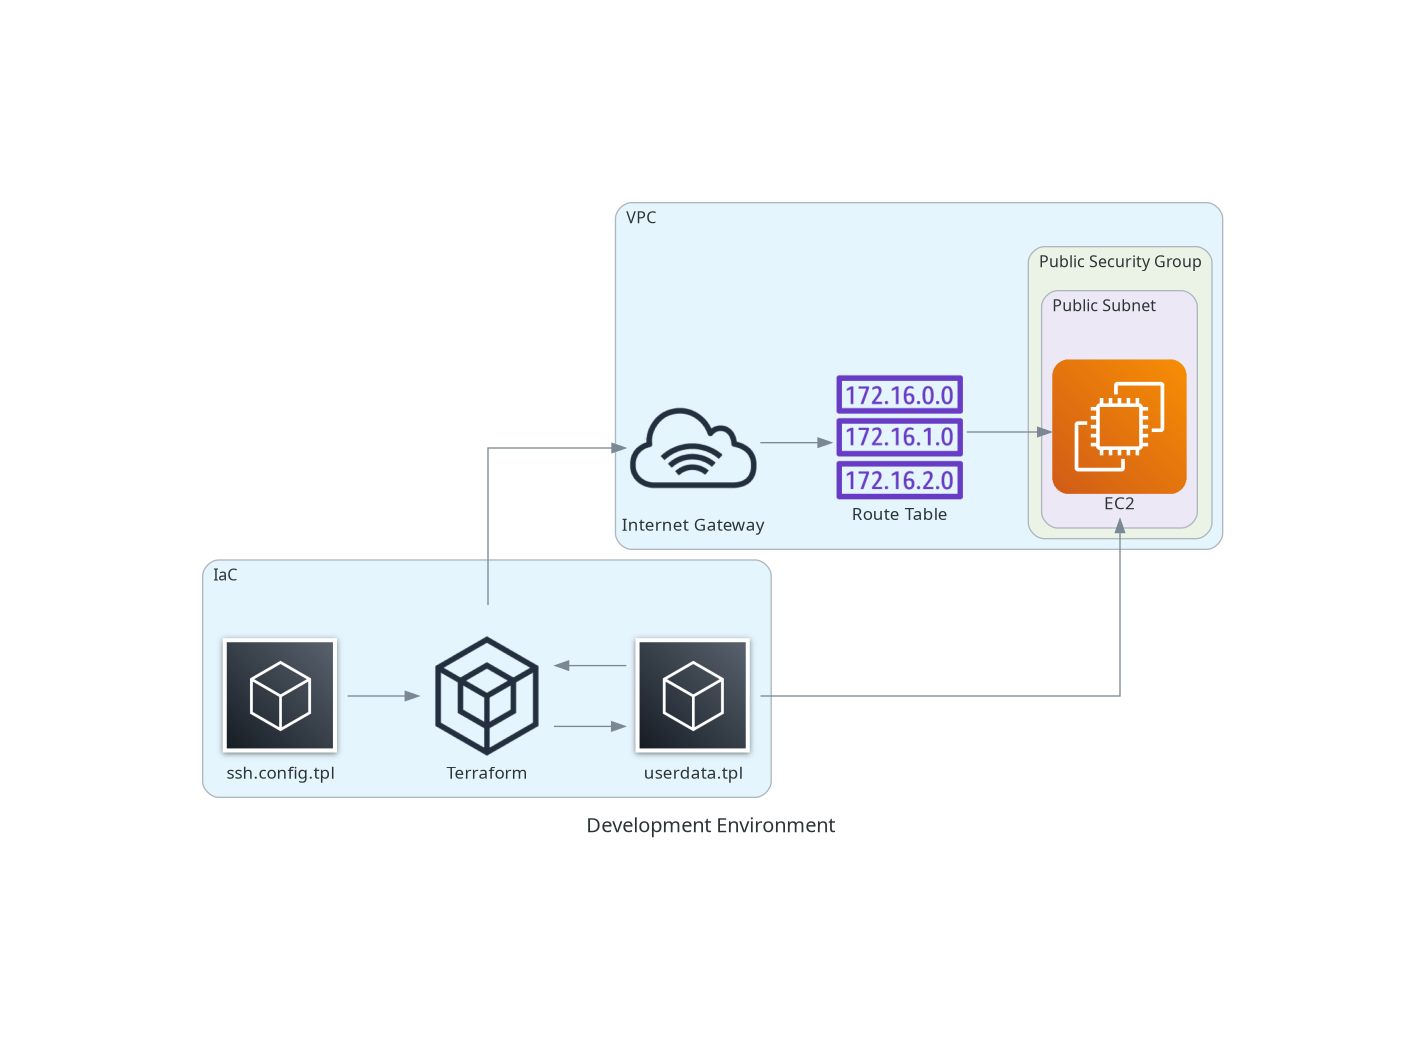 VPC
Public Security Group
Public Subnet
172.16.0.0
172.16.1.0
172.16.2.0
EC2
Route Table
Internet Gateway
IaC
ssh.config.tpl
Terraform
userdata.tpl
Development Environment